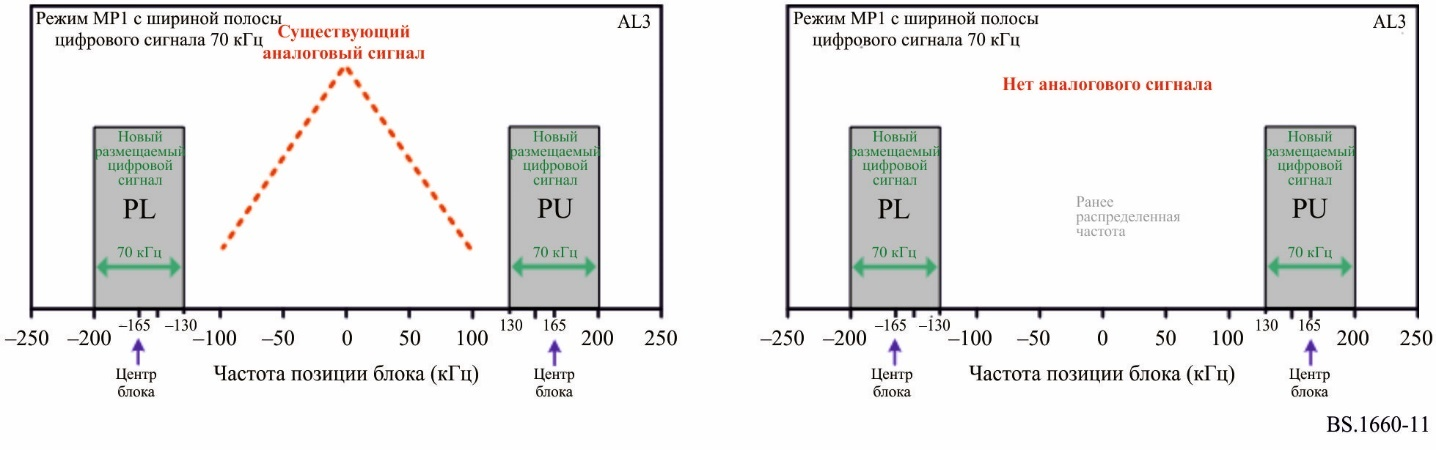 Режим МР1 с шириной полосы
цифрового сигнала 70 кГц
AL3
Существующий
аналоговый сигнал
Новый
размещаемый
цифровой
сигнал
PL
70 кГц
Новый
размещаемый
цифровой
сигнал
PU
70 кГц
–165 –130 130 165
–250 –200 –100 –50 0 50 100 200 250
Центр
блока
Частота позиции блока (кГц)
Центр
блока
Режим МР1 с шириной полосы
цифрового сигнала 70 кГц
AL3
Нет аналогового сигнала
Новый
размещаемый
цифровой
сигнал
PL
70 кГц
Ранее
распределенная
частота
Новый
размещаемый
цифровой
сигнал
PU
70 кГц
–165 –130 130 165
–250 –200 –100 –50 0 50 100 200 250
Центр
блока
Частота позиции блока (кГц)
Центр
блока
BS.1660-11